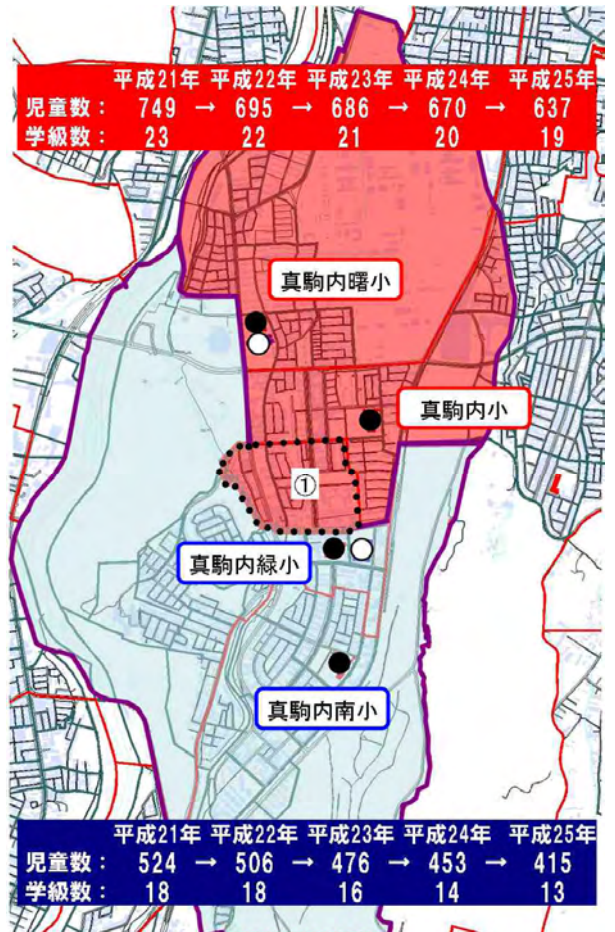 平成21年 平成22年 平成23年 平成24年 平成25年
児童数： 749 → 695 → 686 → 670 → 637
学級数： 23 22 21 20 19
真駒内曙小
真駒内小
①
真駒内緑小
真駒内南小
平成21年 平成22年 平成23年 平成24年 平成25年
児童数： 524 → 506 → 476 → 453 → 415
学級数： 18 18 16 14 13